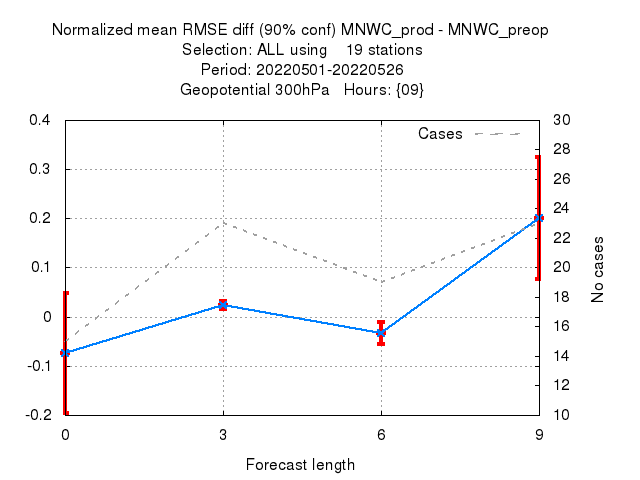 Normalized mean RMSE diff (90% conf) MNWC_prod - MNWC_preop
Selection: ALL using 19 stations
Period: 20220501-20220526
Geopotential 300hPa Hours: {09}
Cases
0.4
0.3
0.2
0.1
0
-0.1
-0.2
30
28
26
24
22
20
18
16
14
12
10
No cases
0 3 6 9
Forecast length